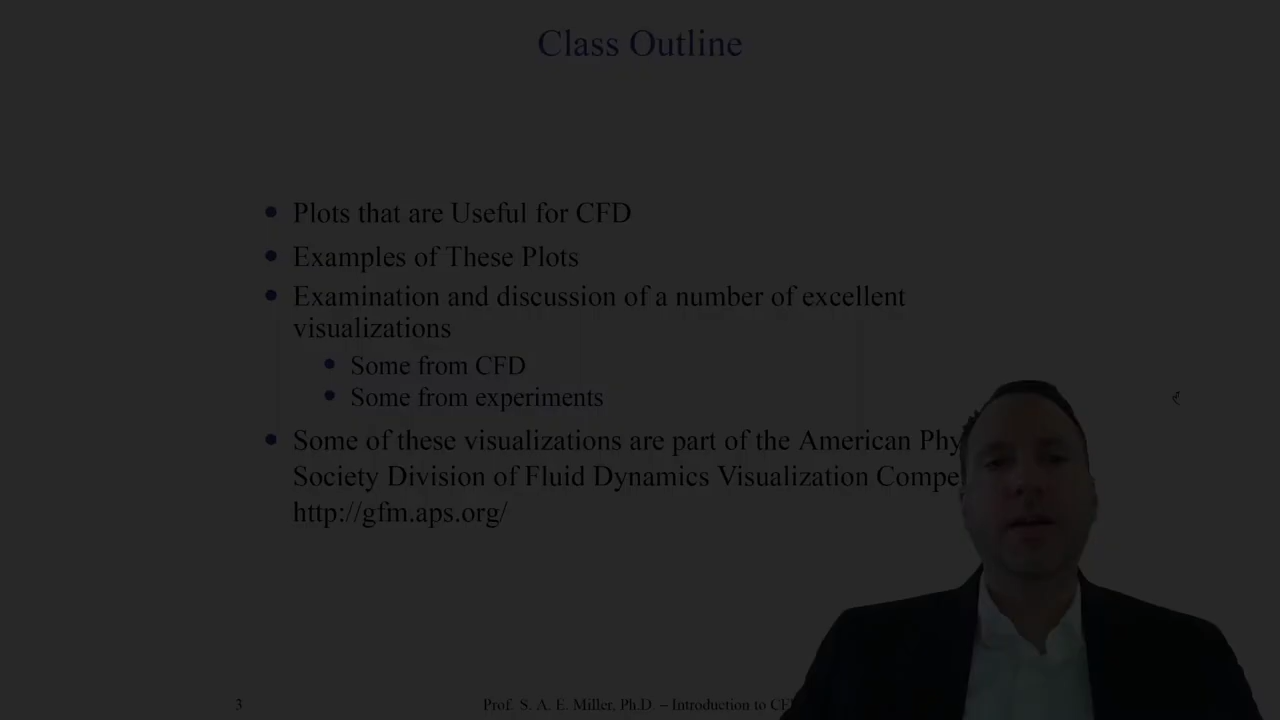 Class Outline
Plots that are Useful for CFD
Examples of These Plots
Examination and discussion of a number of excellent
visualizations
Some from CFD
Some from experiments
Some of these visualizations are part of the American Phy
Society Division of Fluid Dynamics Visualization Compe
http://gfm.aps.org/
3
Prof. S. A. E. Miller, Ph.D. – Introduction to CF